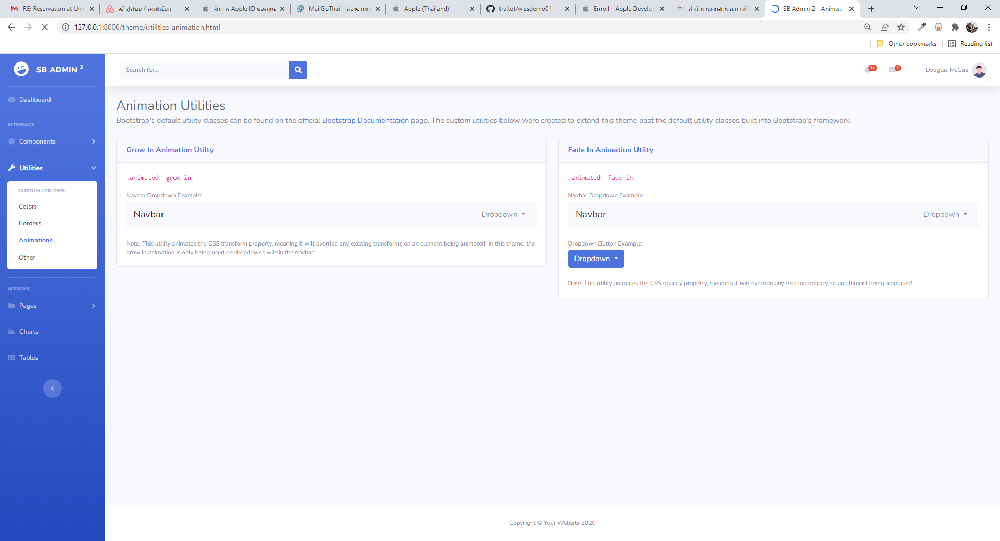 RE: Reservation at Unio
เข้าสู่ระบบ / ลงทะเบียน
จัดการ Apple ID ของคุณ
MailGoThai: กล่องขาเข้า
Apple (Thailand)
traitet/wissdemo01
Enroll - Apple Develop
สำนักงานคณะกรรมการดิจิ
SB Admin 2 - Animatio
127.0.0.1:8000/theme/utilities-animation.html
Other bookmarks
Reading list
SB ADMIN 2
Search for...
3+
7
Douglas McGee
Dashboard
INTERFACE
Components
Utilities
CUSTOM UTILITIES:
Colors
Borders
Animations
Other
ADDONS
Pages
Charts
Tables
Animation Utilities
Bootstrap's default utility classes can be found on the official Bootstrap Documentation page. The custom utilities below were created to extend this theme past the default utility classes built into Bootstrap's framework.
Grow In Animation Utilty
.animated--grow-in
Navbar Dropdown Example:
Navbar
Dropdown
Note: This utility animates the CSS transform property, meaning it will override any existing transforms on an element being animated! In this theme, the
grow in animation is only being used on dropdowns within the navbar.
Fade In Animation Utilty
.animated--fade-in
Navbar Dropdown Example:
Navbar
Dropdown
Dropdown Button Example:
Dropdown
Note: This utility animates the CSS opacity property, meaning it will override any existing opacity on an element being animated!
Copyright © Your Website 2020